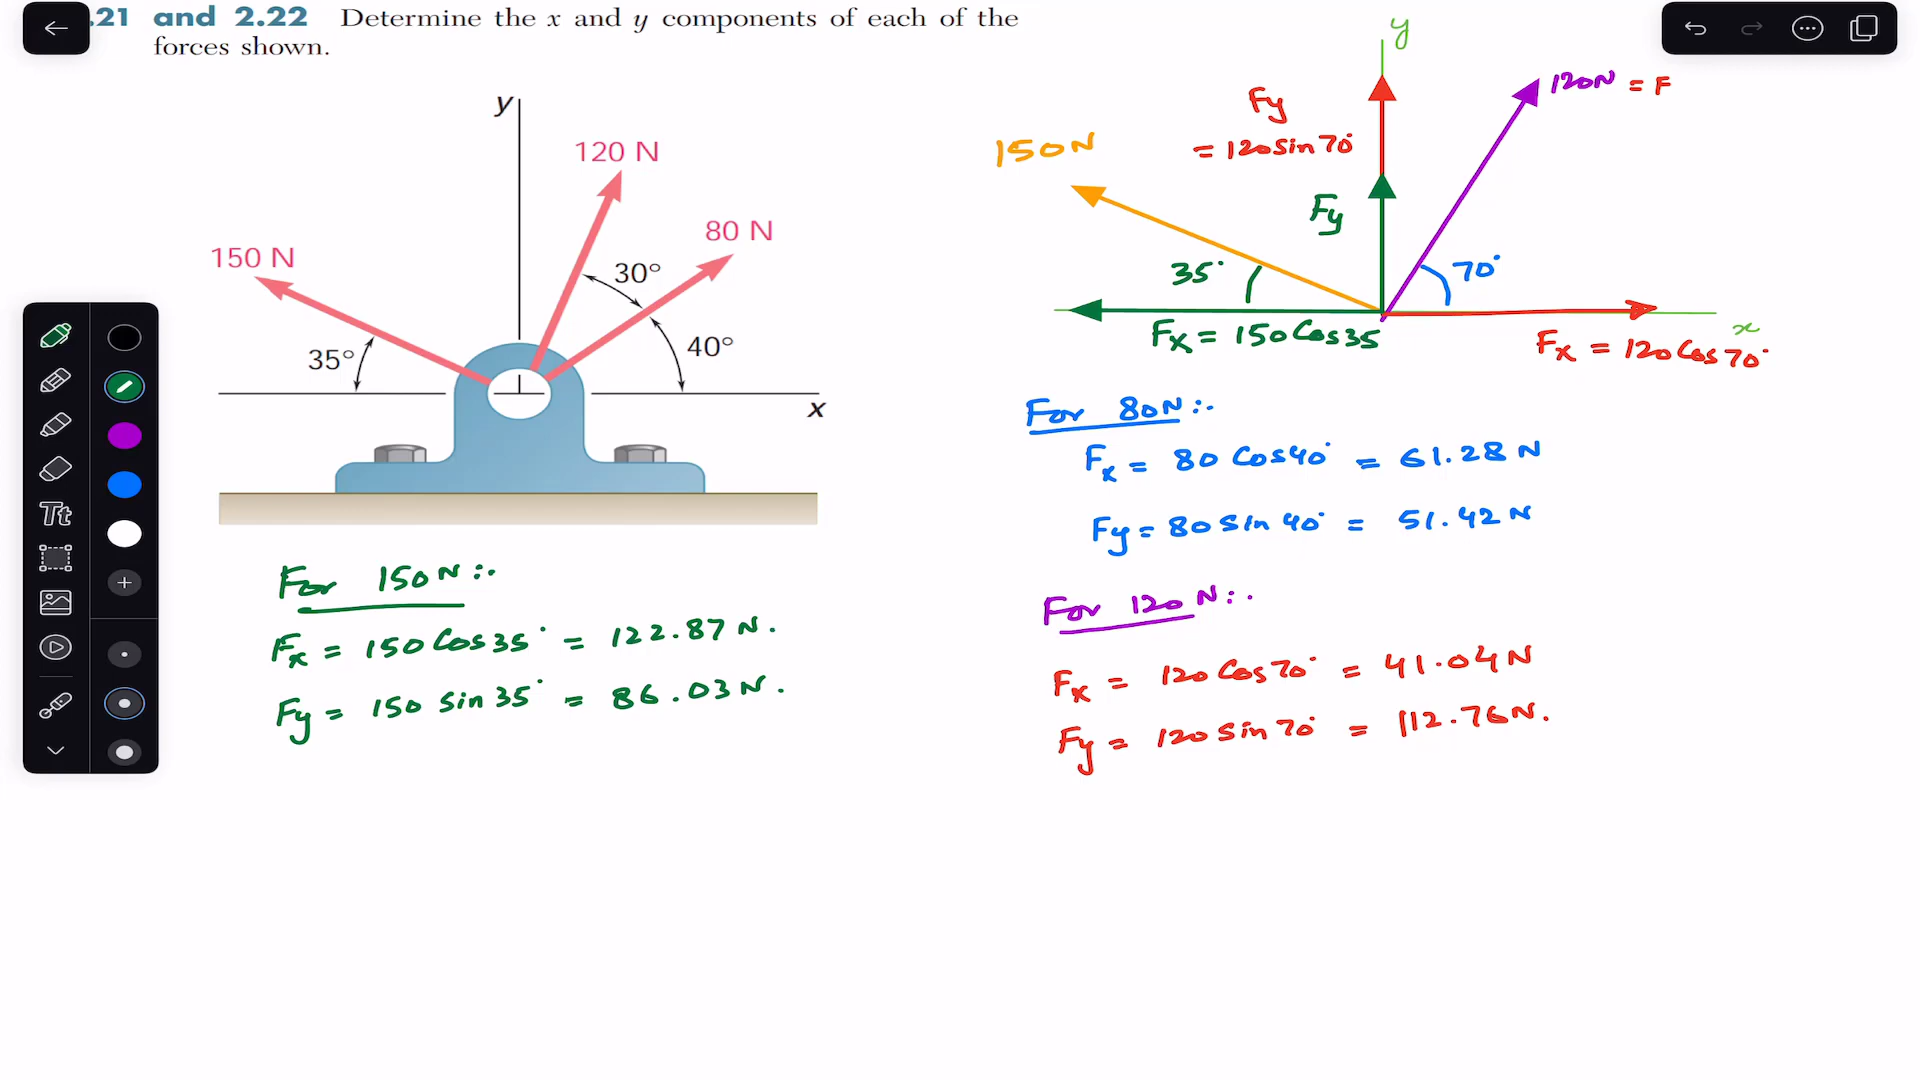 .21 and 2.22 Determine the x and y components of each of the
forces shown.
y
120 N
80 N
150 N
30°
40°
35°
x
y
120N = F
Fy
= 120 sin 70°
150N
Fy
35°
70°
Fx = 150 Cos 35
x
Fx = 120 Cos 70°
For 80N :-
Fx = 80 Cos 40° = 61.28 N
Fy = 80 sin 40° = 51.42 N
For 150N :-
Fx = 150 Cos 35° = 122.87 N.
Fy = 150 sin 35° = 86.03 N.
For 120 N :-
Fx = 120 Cos 70° = 41.04 N
Fy = 120 sin 70° = 112.76 N.
Tt